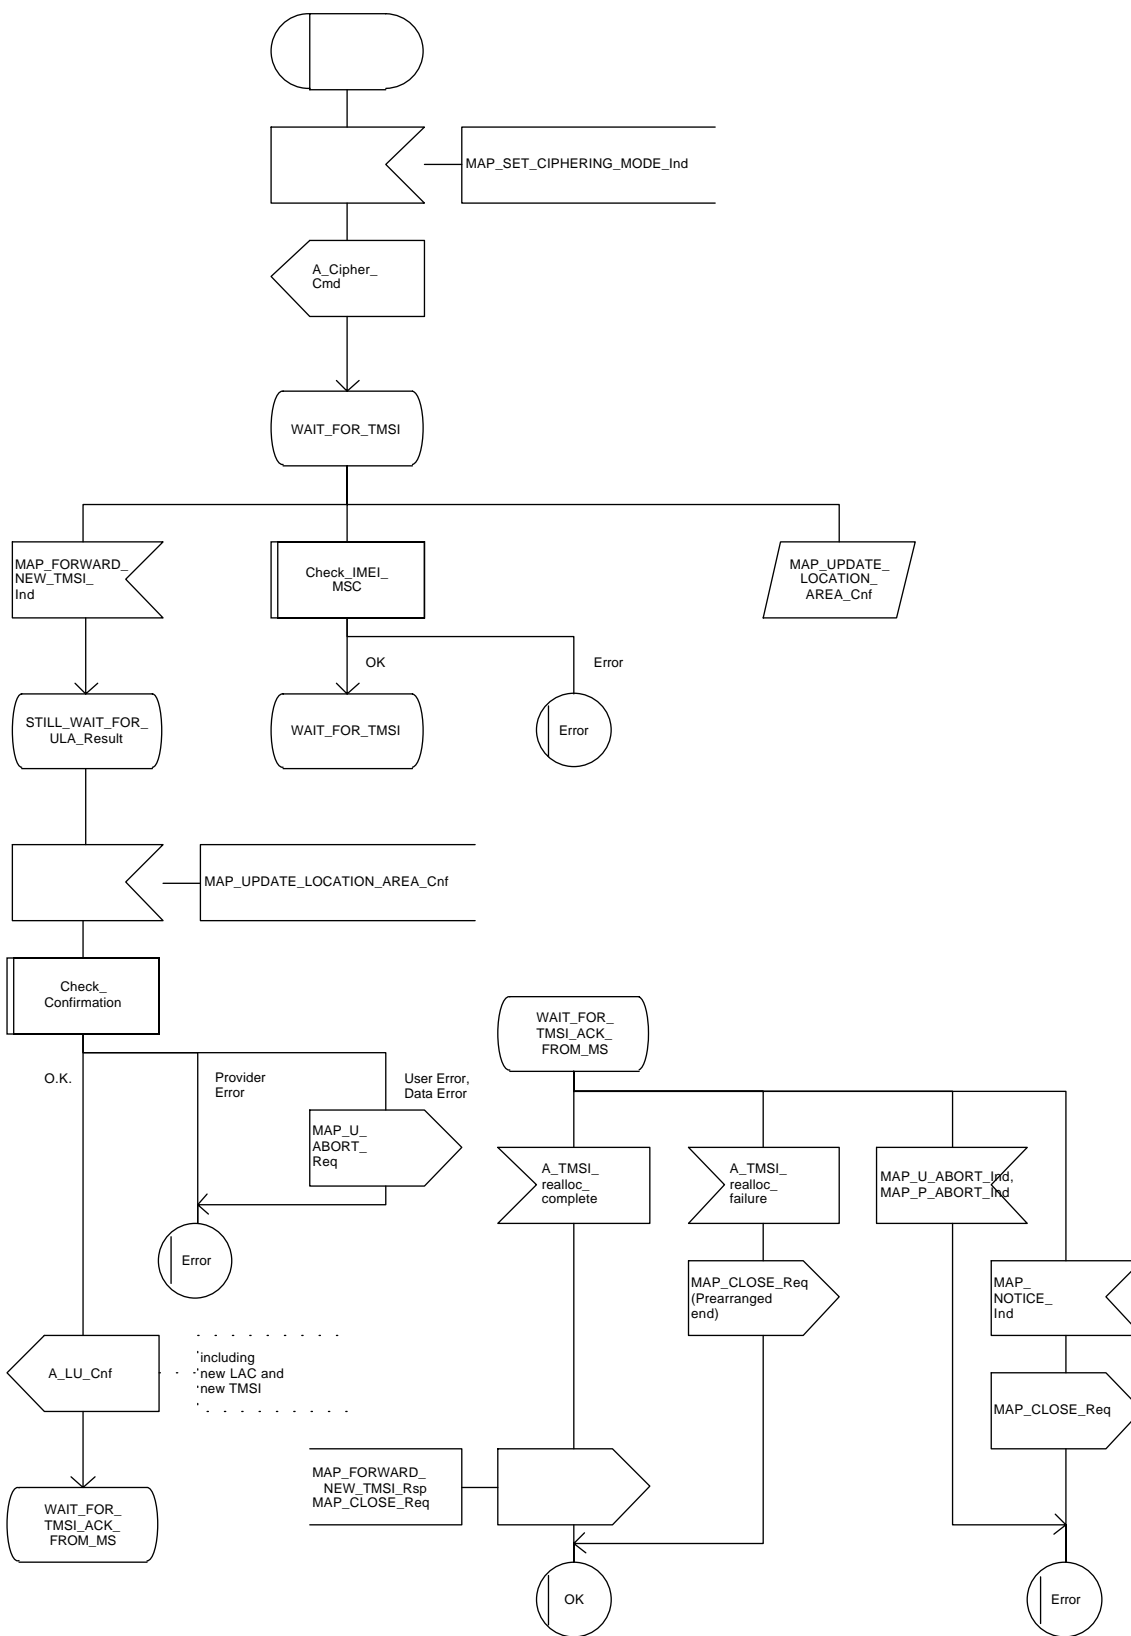 MAP_SET_CIPHERING_MODE_Ind
A_Cipher_
Cmd
WAIT_FOR_TMSI
MAP_FORWARD_
NEW_TMSI_
Ind
Check_IMEI_
MSC
MAP_UPDATE_
LOCATION_
AREA_Cnf
OK
Error
STILL_WAIT_FOR_
ULA_Result
WAIT_FOR_TMSI
Error
MAP_UPDATE_LOCATION_AREA_Cnf
Check_
Confirmation
WAIT_FOR_
TMSI_ACK_
FROM_MS
O.K.
Provider
Error
User Error,
Data Error
MAP_U_
ABORT_
Req
A_TMSI_
realloc_
complete
A_TMSI_
realloc_
failure
MAP_U_ABORT_Ind,
MAP_P_ABORT_Ind
Error
MAP_CLOSE_Req
(Prearranged
end)
MAP_
NOTICE_
Ind
A_LU_Cnf
including
new LAC and
new TMSI
MAP_CLOSE_Req
MAP_FORWARD_
NEW_TMSI_Rsp
MAP_CLOSE_Req
WAIT_FOR_
TMSI_ACK_
FROM_MS
OK
Error